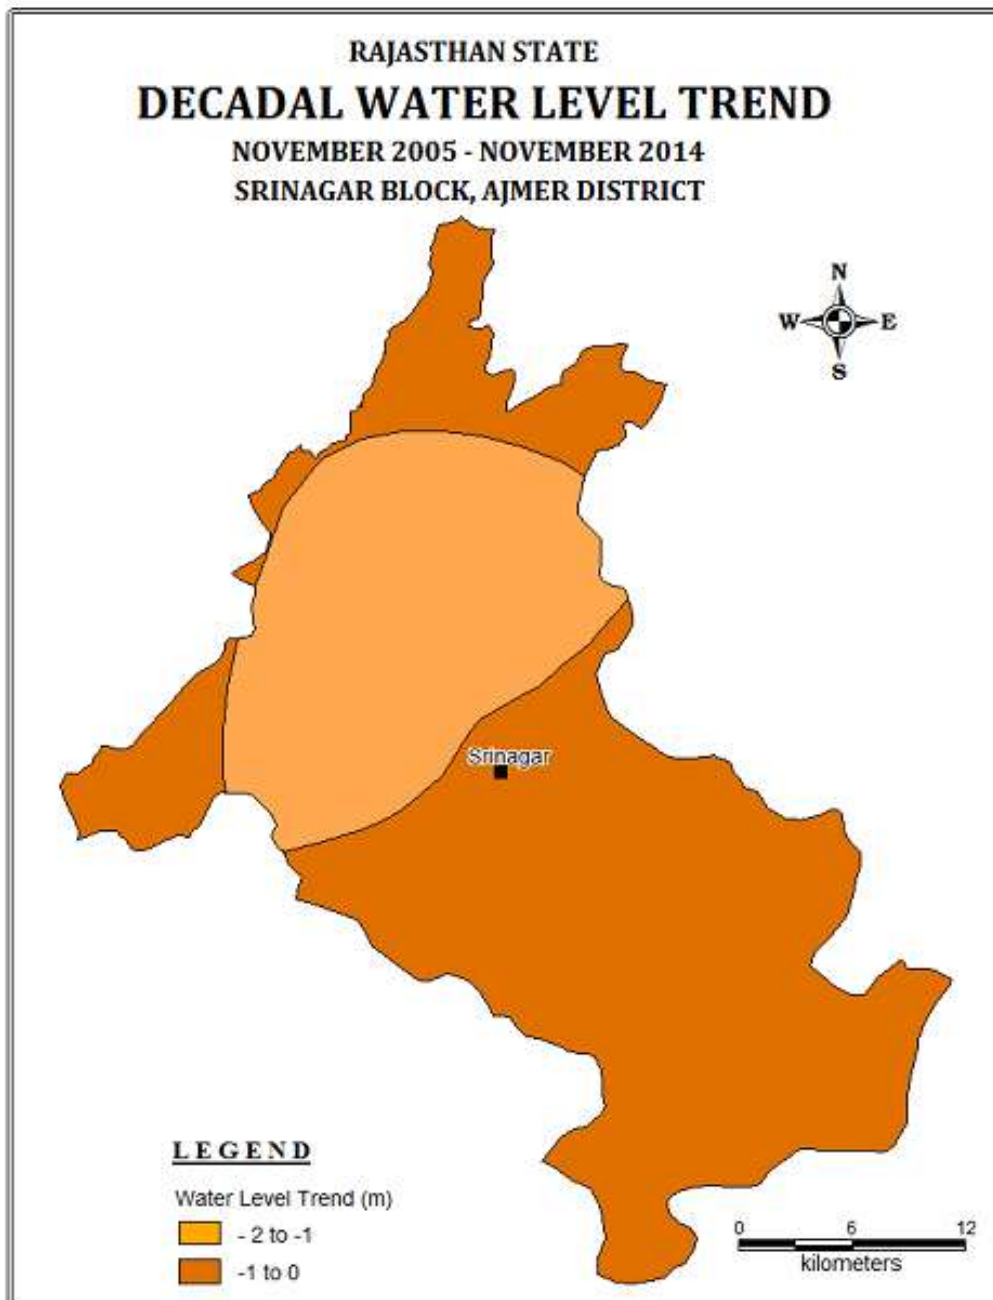 RAJASTHAN STATE
DECADAL WATER LEVEL TREND
NOVEMBER 2005 - NOVEMBER 2014
SRINAGAR BLOCK, AJMER DISTRICT
N
W E
S
Srinagar
LEGEND
Water Level Trend (m)
- 2 to -1
-1 to 0
0 6 12
kilometers